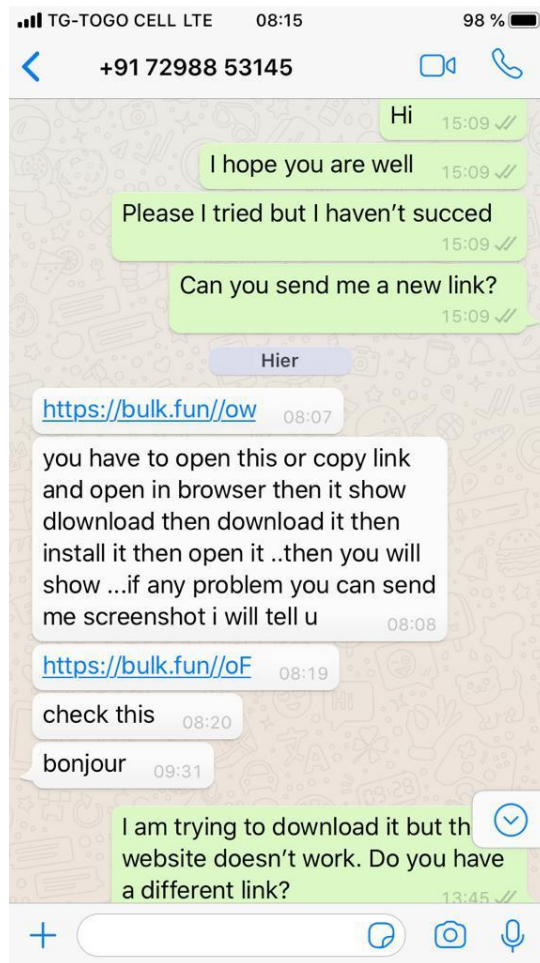 TG-TOGO CELL LTE 08:15 98 %
+91 72988 53145
Hi 15:09
I hope you are well 15:09
Please I tried but I haven't succed
15:09
Can you send me a new link?
15:09
Hier
https://bulk.fun//ow 08:07
you have to open this or copy link
and open in browser then it show
dlownload then download it then
install it then open it ..then you will
show ...if any problem you can send
me screenshot i will tell u 08:08
https://bulk.fun//oF 08:19
check this 08:20
bonjour 09:31
I am trying to download it but th
website doesn't work. Do you have
a different link? 13:45